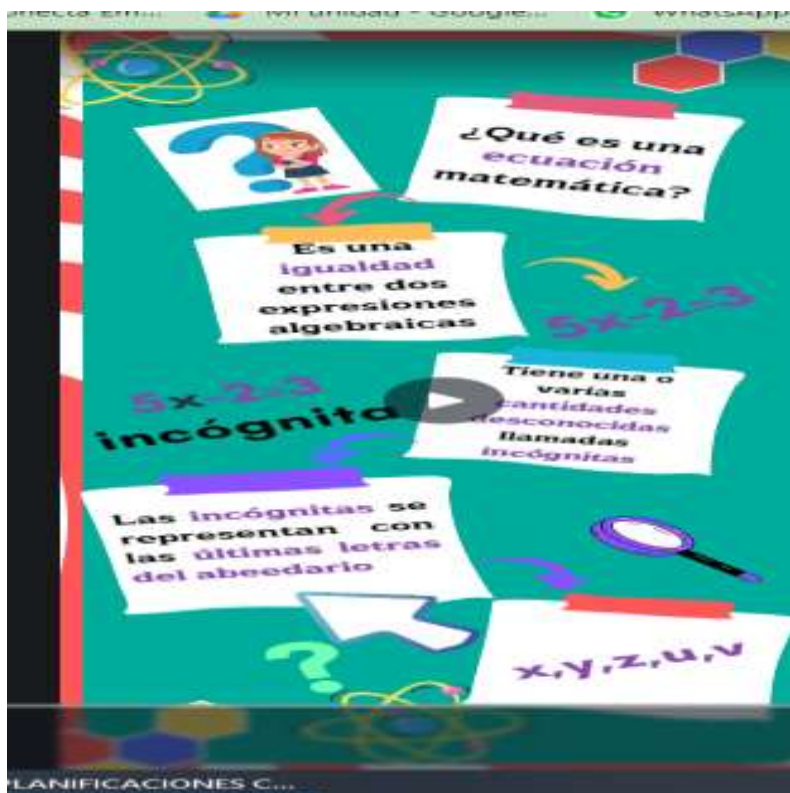 ¿Qué es una
ecuación
matemática?
Es una
igualdad
entre dos
expresiones
algebraicas
5x-2=3
Tiene una o
varias
cantidades
desconocidas
llamadas
incógnitas
5x-2=3
incógnita
Las incógnitas se
representan con
las últimas letras
del abecedario
x,y,z,u,v
PLANIFICACIONES C...